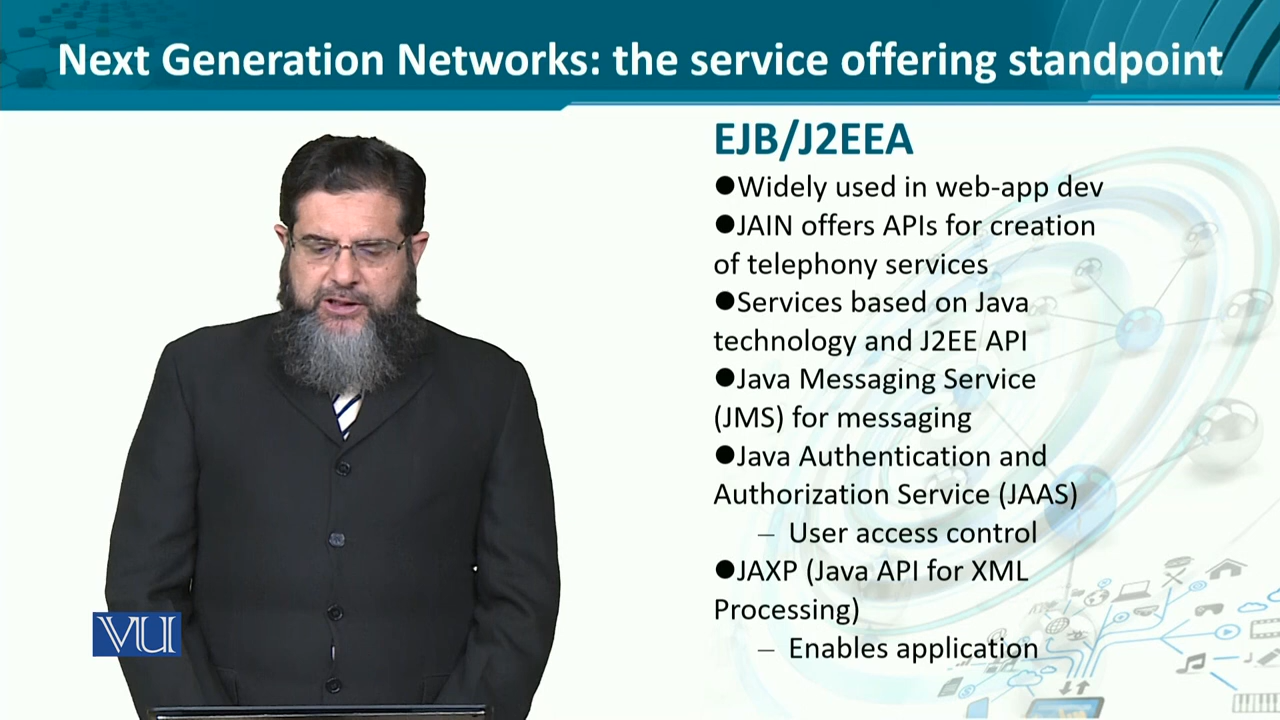 Next Generation Networks: the service offering standpoint
EJB/J2EEA
●Widely used in web-app dev
●JAIN offers APIs for creation
of telephony services
●Services based on Java
technology and J2EE API
●Java Messaging Service
(JMS) for messaging
●Java Authentication and
Authorization Service (JAAS)
– User access control
●JAXP (Java API for XML
Processing)
– Enables application
VU